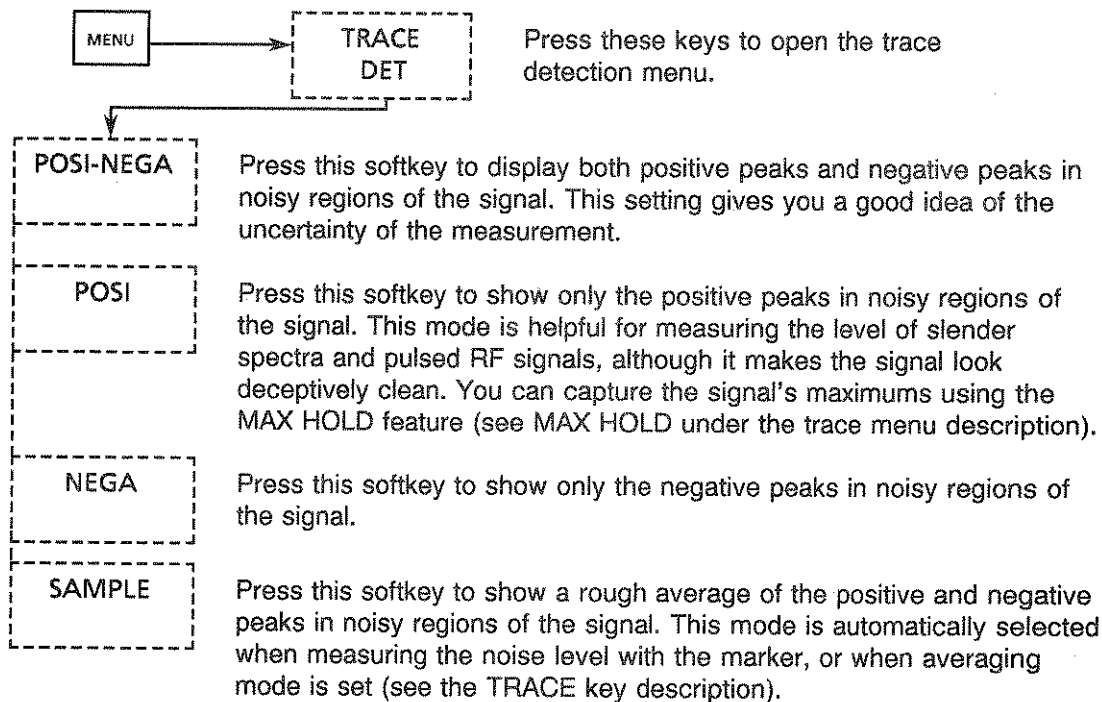 MENU
TRACE
DET
Press these keys to open the trace
detection menu.
POSI-NEGA
Press this softkey to display both positive peaks and negative peaks in
noisy regions of the signal. This setting gives you a good idea of the
uncertainty of the measurement.
POSI
Press this softkey to show only the positive peaks in noisy regions of
the signal. This mode is helpful for measuring the level of slender
spectra and pulsed RF signals, although it makes the signal look
deceptively clean. You can capture the signal's maximums using the
MAX HOLD feature (see MAX HOLD under the trace menu description).
NEGA
Press this softkey to show only the negative peaks in noisy regions of
the signal.
SAMPLE
Press this softkey to show a rough average of the positive and negative
peaks in noisy regions of the signal. This mode is automatically selected
when measuring the noise level with the marker, or when averaging
mode is set (see the TRACE key description).